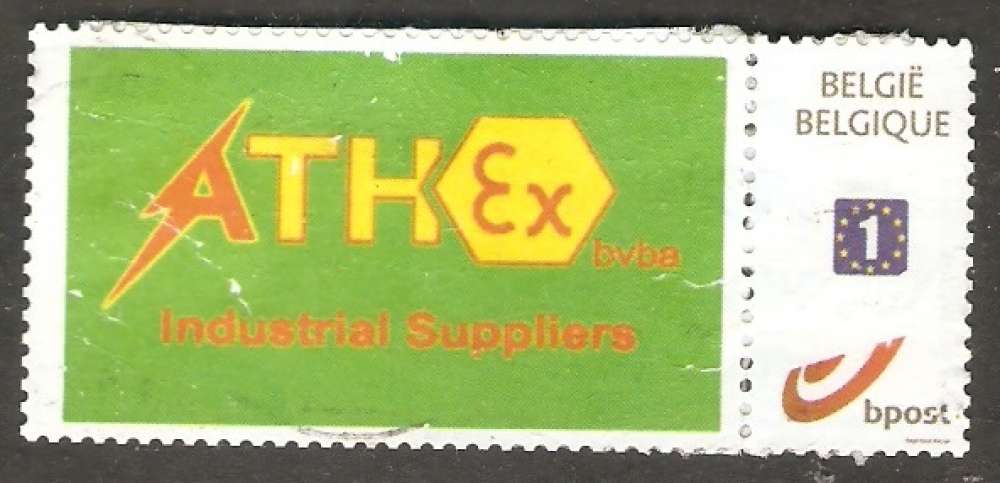 ATHEx
bvba
Industrial Suppliers
BELGIË
BELGIQUE
1
bpost